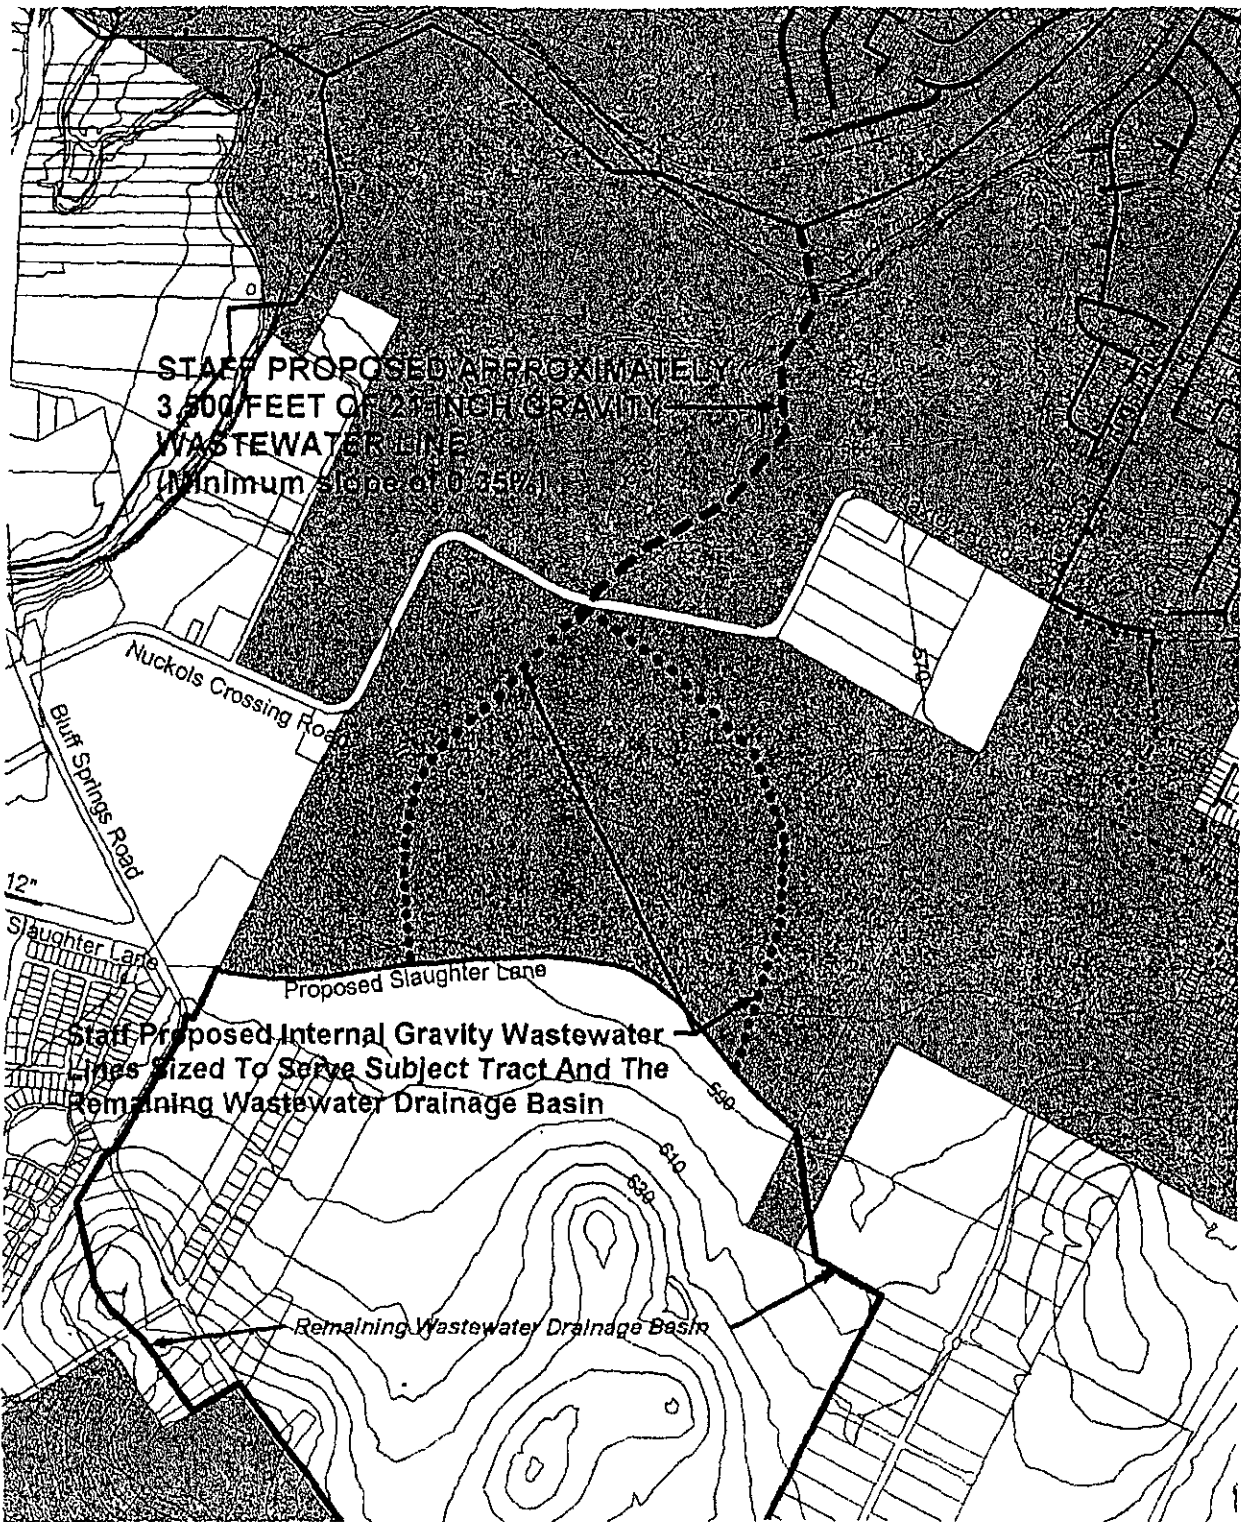 STAFF PROPOSED APPROXIMATELY
3,500 FEET OF 21-INCH GRAVITY
WASTEWATER LINE
(Minimum slope of 0.35%)
570
Nuckols Crossing Road
Bluff Springs Road
12"
Slaughter Lane
Proposed Slaughter Lane
Staff Proposed Internal Gravity Wastewater
Lines Sized To Serve Subject Tract And The
Remaining Wastewater Drainage Basin
590
610
630
Remaining Wastewater Drainage Basin